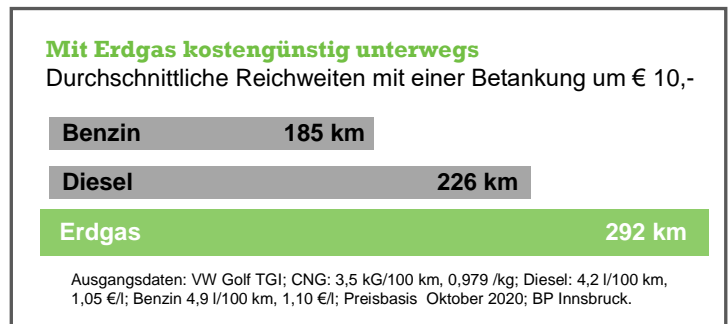 Mit Erdgas kostengünstig unterwegs
Durchschnittliche Reichweiten mit einer Betankung um € 10,-
Benzin 185 km
Diesel 226 km
Erdgas 292 km
Ausgangsdaten: VW Golf TGI; CNG: 3,5 kG/100 km, 0,979 /kg; Diesel: 4,2 l/100 km,
1,05 €/l; Benzin 4,9 l/100 km, 1,10 €/l; Preisbasis Oktober 2020; BP Innsbruck.